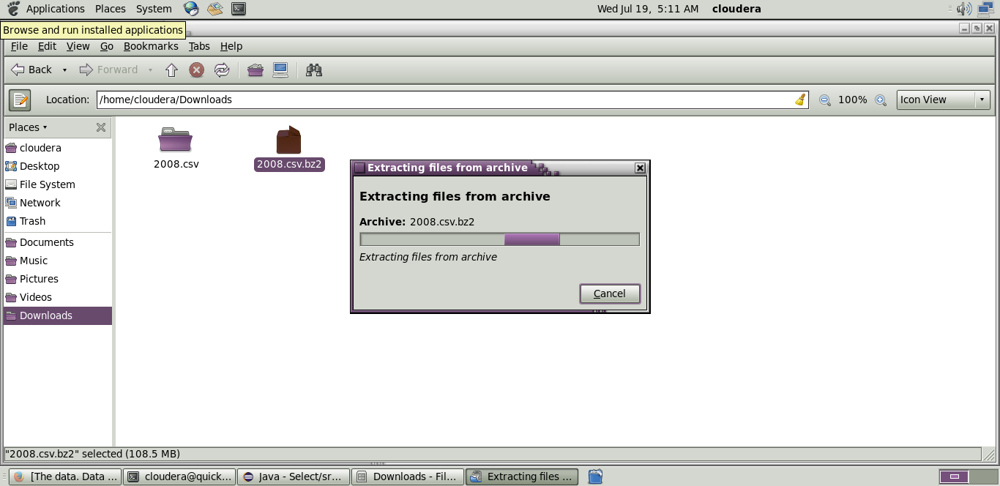 Applications Places System Wed Jul 19, 5:11 AM cloudera
Browse and run installed applications
File Edit View Go Bookmarks Tabs Help
Back Forward
Location: /home/cloudera/Downloads 100% Icon View
Places
cloudera
Desktop
File System
Network
Trash
Documents
Music
Pictures
Videos
Downloads
2008.csv
2008.csv.bz2
Extracting files from archive
Extracting files from archive
Archive: 2008.csv.bz2
Extracting files from archive
Cancel
"2008.csv.bz2" selected (108.5 MB)
[The data. Data ... cloudera@quick... Java - Select/sr... Downloads - Fil... Extracting files ...